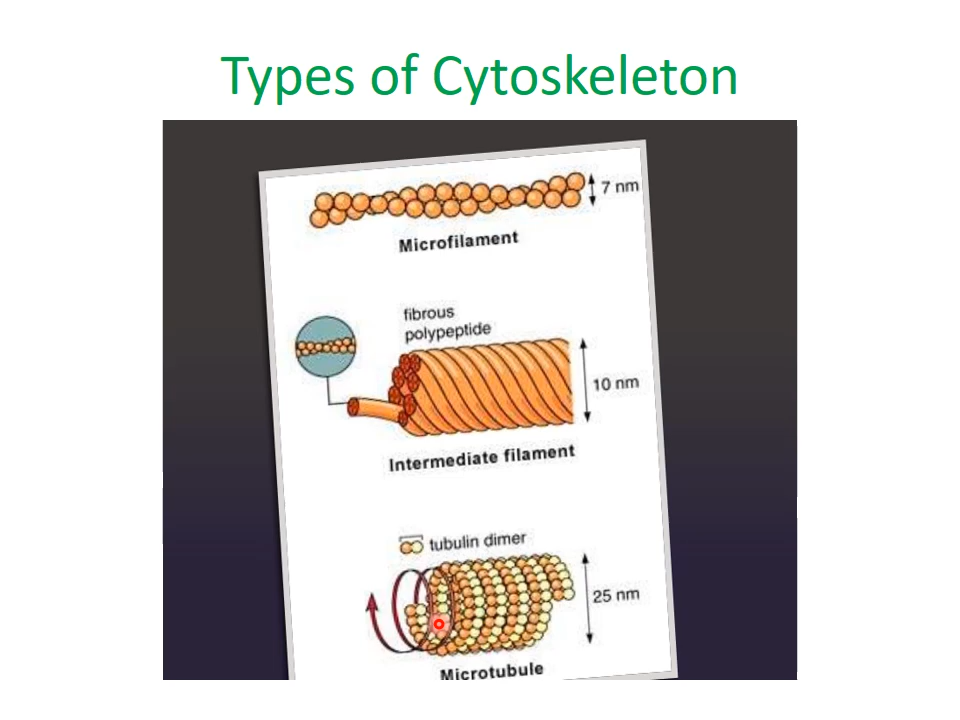 Types of Cytoskeleton
7 nm
Microfilament
fibrous
polypeptide
10 nm
Intermediate filament
tubulin dimer
25 nm
Microtubule